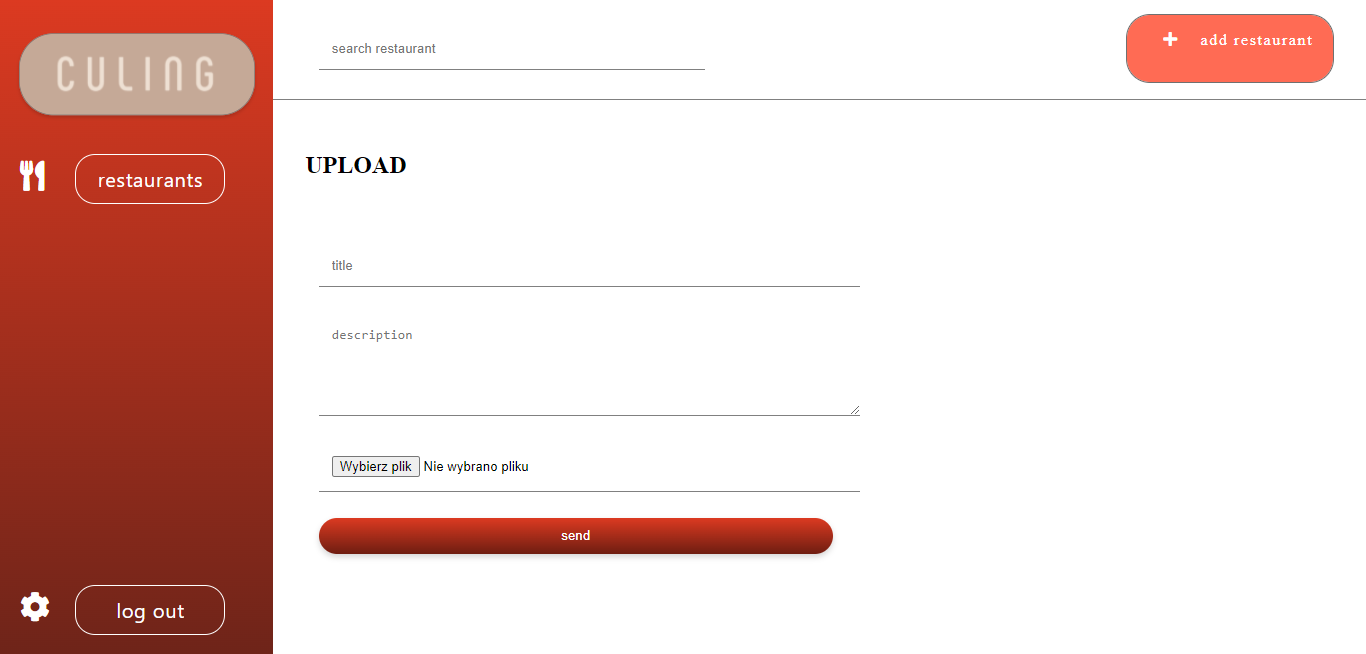 CULING
restaurants
log out
search restaurant
add restaurant
UPLOAD
title
description
Wybierz plik Nie wybrano pliku
send